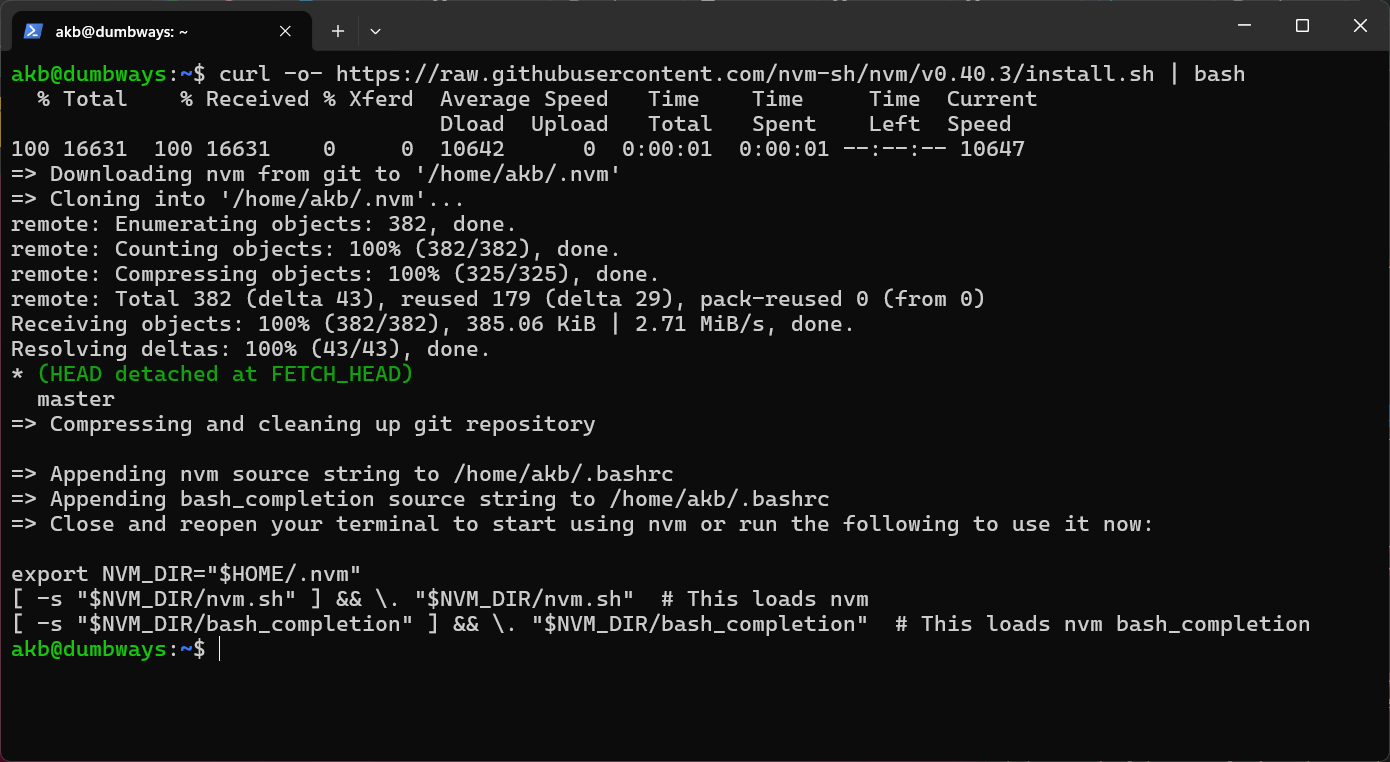 akb@dumbways: ~
akb@dumbways:~$ curl -o- https://raw.githubusercontent.com/nvm-sh/nvm/v0.40.3/install.sh | bash
  % Total    % Received % Xferd  Average Speed   Time    Time     Time  Current
                                 Dload  Upload   Total   Spent    Left  Speed
100 16631  100 16631    0     0  10642      0  0:00:01  0:00:01 --:--:-- 10647
=> Downloading nvm from git to '/home/akb/.nvm'
=> Cloning into '/home/akb/.nvm'...
remote: Enumerating objects: 382, done.
remote: Counting objects: 100% (382/382), done.
remote: Compressing objects: 100% (325/325), done.
remote: Total 382 (delta 43), reused 179 (delta 29), pack-reused 0 (from 0)
Receiving objects: 100% (382/382), 385.06 KiB | 2.71 MiB/s, done.
Resolving deltas: 100% (43/43), done.
* (HEAD detached at FETCH_HEAD)
  master
=> Compressing and cleaning up git repository

=> Appending nvm source string to /home/akb/.bashrc
=> Appending bash_completion source string to /home/akb/.bashrc
=> Close and reopen your terminal to start using nvm or run the following to use it now:

export NVM_DIR="$HOME/.nvm"
[ -s "$NVM_DIR/nvm.sh" ] && \. "$NVM_DIR/nvm.sh"  # This loads nvm
[ -s "$NVM_DIR/bash_completion" ] && \. "$NVM_DIR/bash_completion"  # This loads nvm bash_completion
akb@dumbways:~$